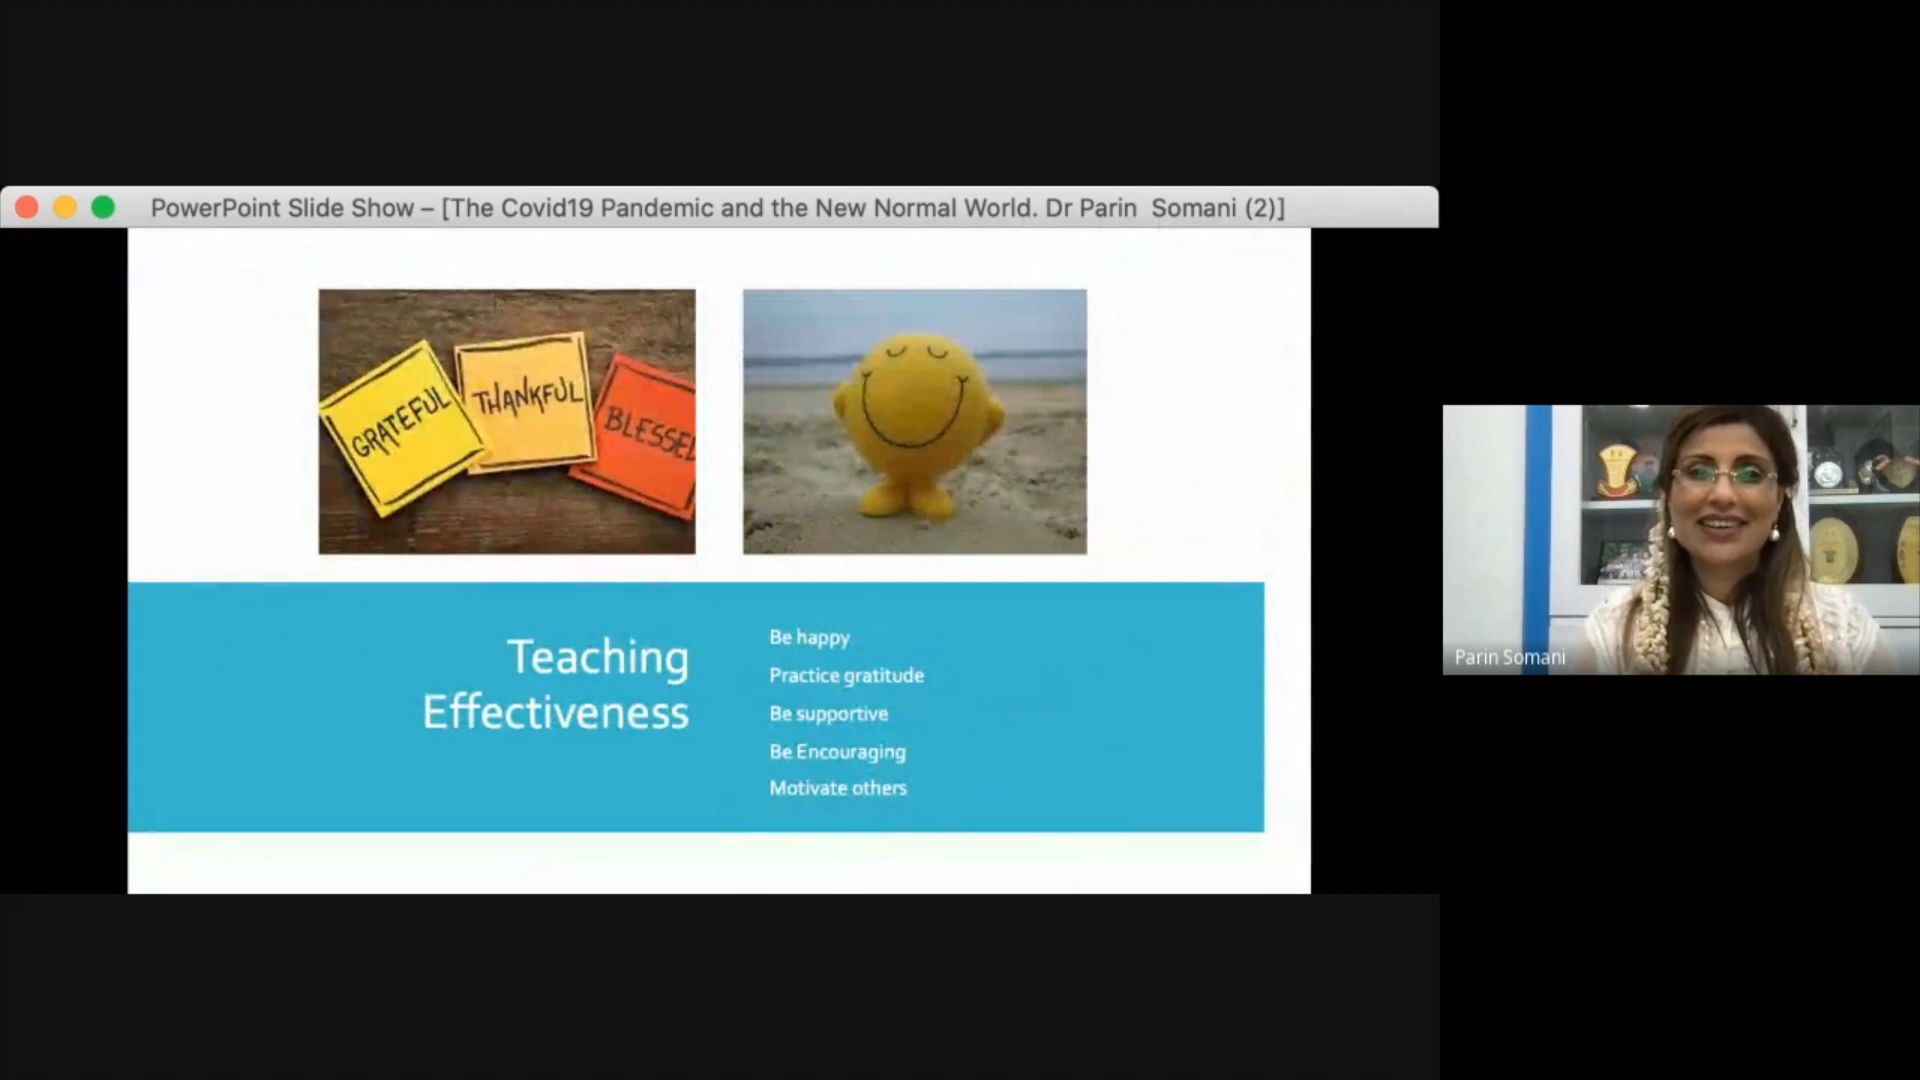 PowerPoint Slide Show – [The Covid19 Pandemic and the New Normal World. Dr Parin  Somani (2)]
GRATEFUL
THANKFUL
BLESSED
Teaching
Effectiveness
Be happy
Practice gratitude
Be supportive
Be Encouraging
Motivate others
Parin Somani